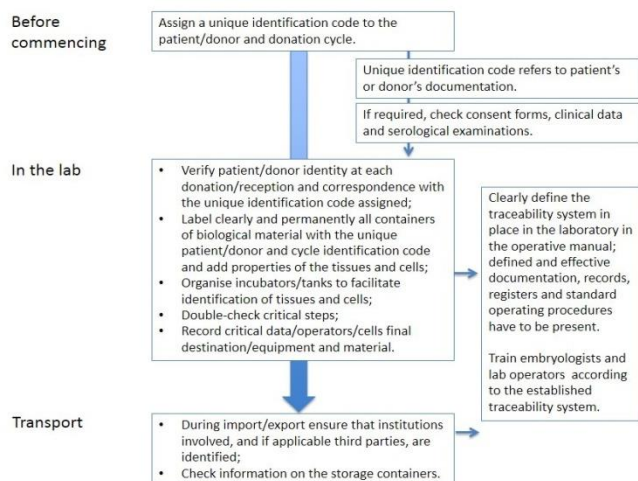 Before
commencing
Assign a unique identification code to the
patient/donor and donation cycle.
Unique identification code refers to patient's
or donor's documentation.
If required, check consent forms, clinical data
and serological examinations.
In the lab
• Verify patient/donor identity at each
donation/reception and correspondence with
the unique identification code assigned;
• Label clearly and permanently all containers
of biological material with the unique
patient/donor and cycle identification code
and add properties of the tissues and cells;
• Organise incubators/tanks to facilitate
identification of tissues and cells;
• Double-check critical steps;
• Record critical data/operators/cells final
destination/equipment and material.
Clearly define the
traceability system in
place in the laboratory in
the operative manual;
defined and effective
documentation, records,
registers and standard
operating procedures
have to be present.
Train embryologists and
lab operators according
to the established
traceability system.
Transport
• During import/export ensure that institutions
involved, and if applicable third parties, are
identified;
• Check information on the storage containers.